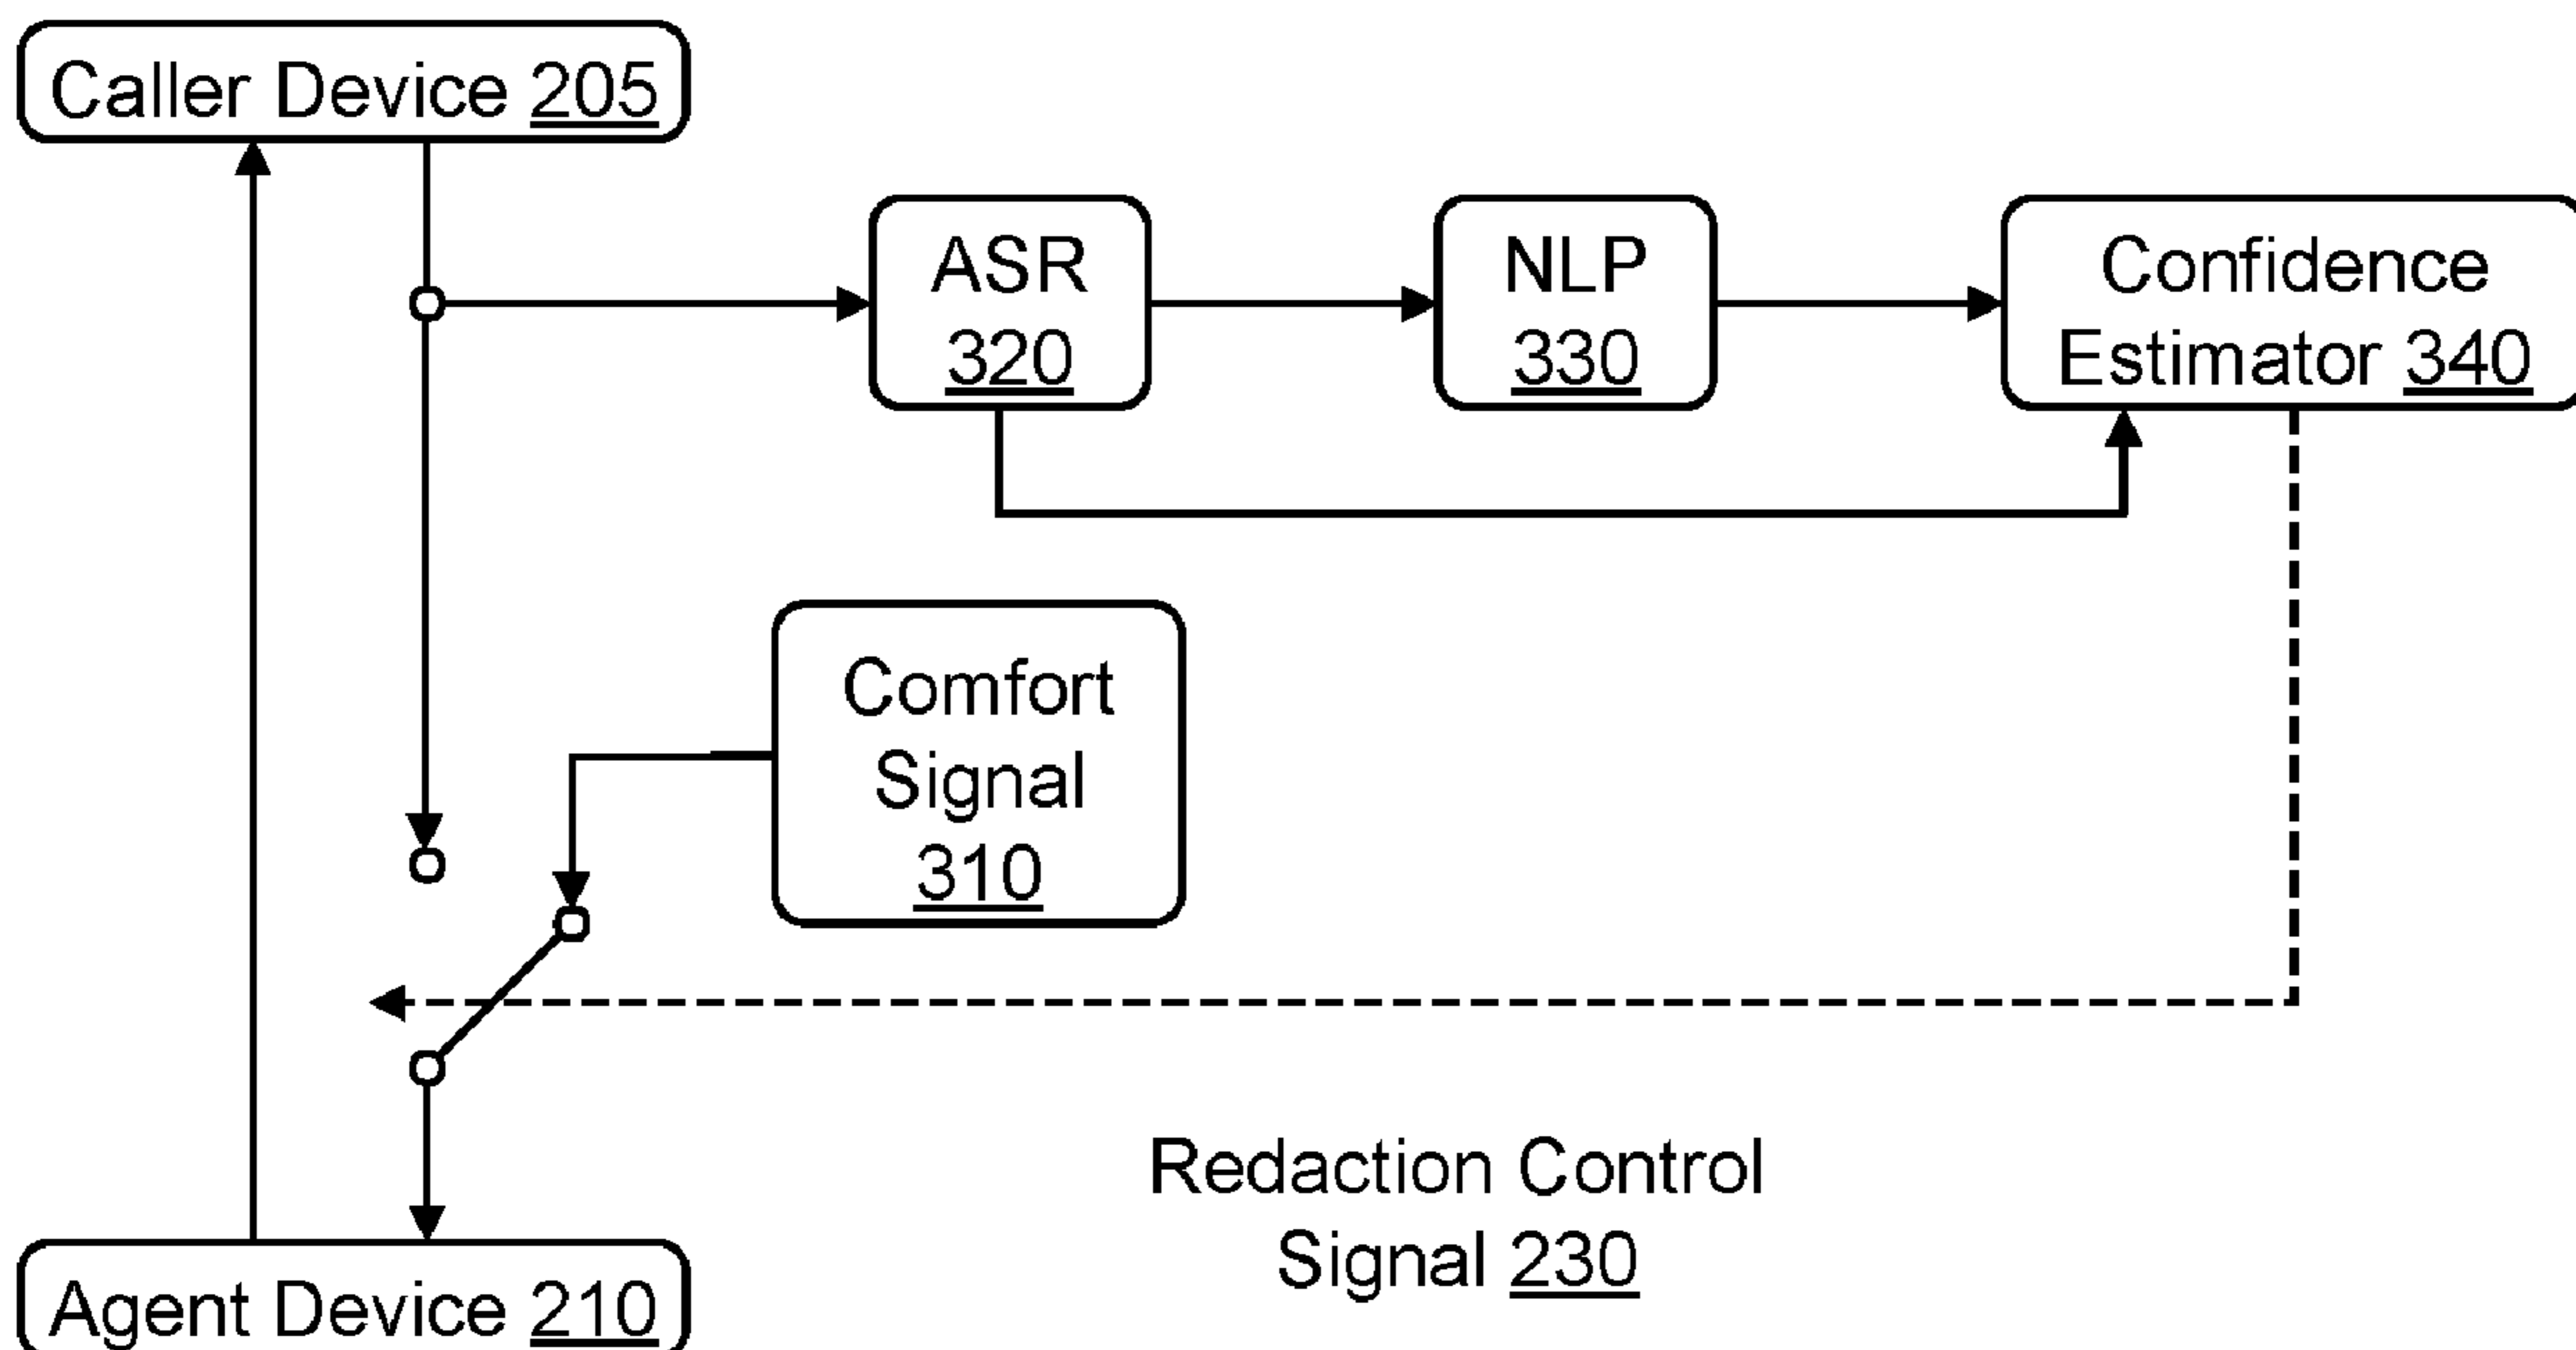 Caller Device 205
ASR
320
NLP
330
Confidence
Estimator 340
Comfort
Signal
310
Redaction Control
Signal 230
Agent Device 210